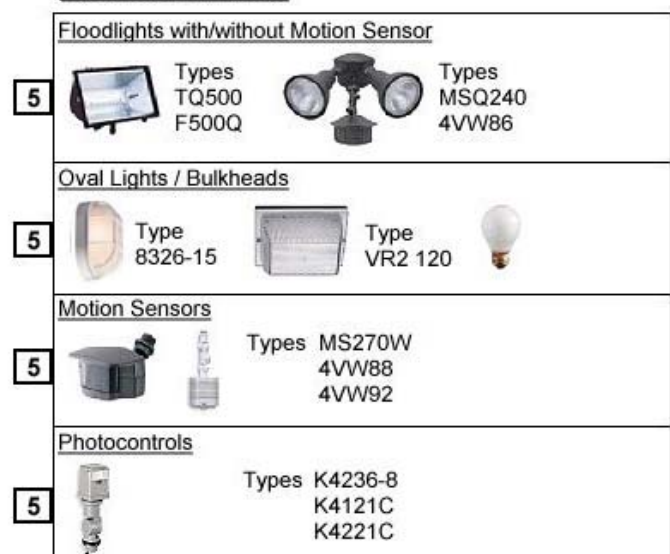 Floodlights with/without Motion Sensor
5
Types
TQ500
F500Q
Types
MSQ240
4VW86
Oval Lights / Bulkheads
5
Type
8326-15
Type
VR2 120
Motion Sensors
5
Types MS270W
4VW88
4VW92
Photocontrols
5
Types K4236-8
K4121C
K4221C